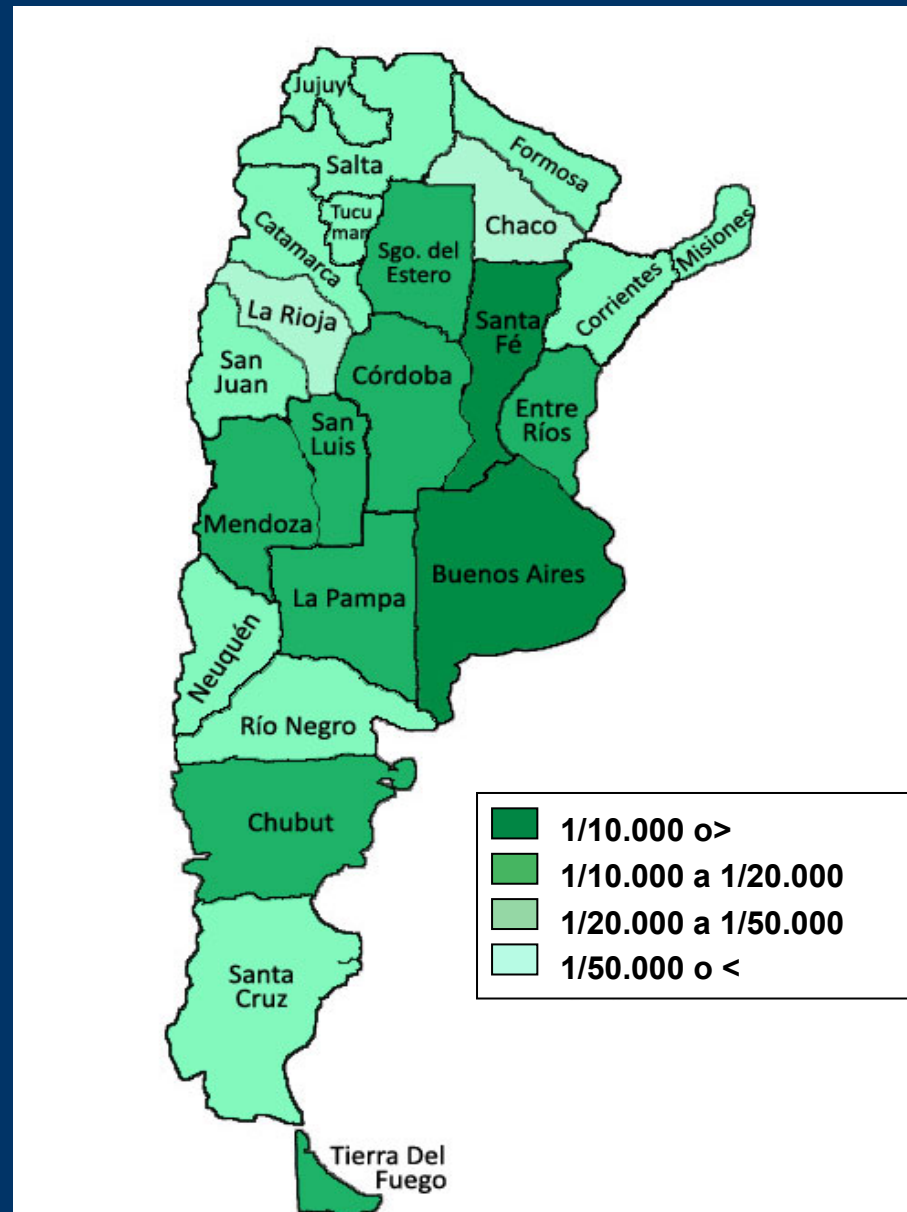 Jujuy
Salta
Formosa
Tucu
man
Chaco
Catamarca
Sgo. del
Estero
Misiones
Corrientes
La Rioja
Santa
Fé
San
Juan
Córdoba
Entre
Ríos
San
Luis
Mendoza
Buenos Aires
La Pampa
Neuquén
Río Negro
Chubut
1/10.000 o>
1/10.000 a 1/20.000
1/20.000 a 1/50.000
1/50.000 o <
Santa
Cruz
Tierra Del
Fuego